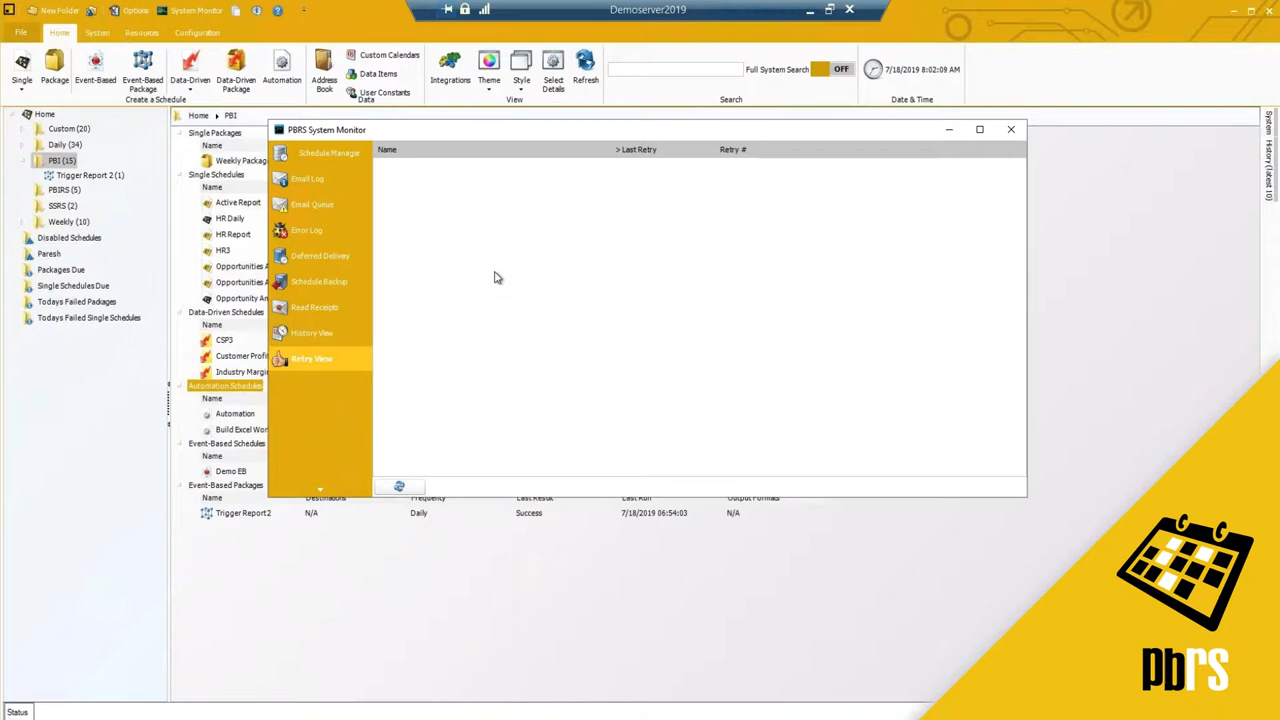 New Folder Options System Monitor
Demoserver2019
File Home System Resources Configuration
Single Package Event-Based Event-Based Package Data-Driven Data-Driven Package Automation
Create a Schedule
Address Book
Custom Calendars
Data Items
User Constants
Data
Integrations Theme Style Select Details Refresh
View
Full System Search OFF
Search
7/18/2019 8:02:09 AM
Date & Time
Home
Custom (20)
Daily (34)
PBI (15)
Trigger Report 2 (1)
PBIRS (5)
SSRS (2)
Weekly (10)
Disabled Schedules
Paresh
Packages Due
Single Schedules Due
Todays Failed Packages
Todays Failed Single Schedules
Home PBI
Single Packages
Name
Weekly Package
Single Schedules
Name
Active Report
HR Daily
HR Report
HR3
Opportunities A
Opportunities A
Opportunity An
Data-Driven Schedules
Name
CSP3
Customer Profi
Industry Margi
Automation Schedules
Name
Automation
Build Excel Wor
Event-Based Schedules
Name
Demo EB
Event-Based Packages
Name Destinations Frequency Last Result Last Run Output Formats
Trigger Report2 N/A Daily Success 7/18/2019 06:54:03 N/A
PBRS System Monitor
Schedule Manager
Email Log
Email Queue
Error Log
Deferred Delivery
Schedule Backup
Read Receipts
History View
Retry View
Name > Last Retry Retry #
System History (latest 10)
Status
pbrs